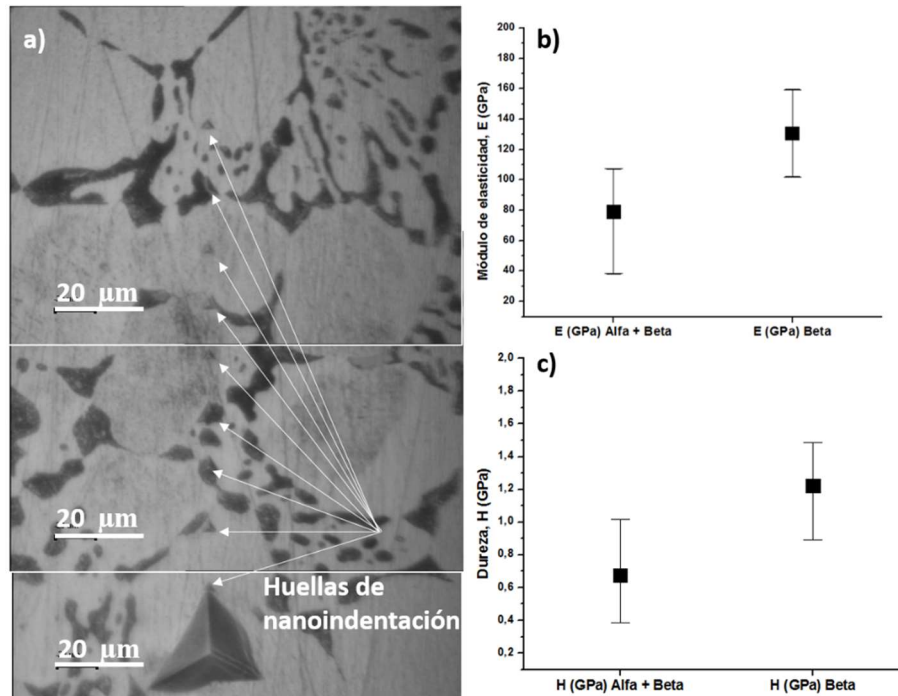 a)
20 µm
20 µm
20 µm
Huellas de
nanoindentación
b)
Módulo de elasticidad, E (GPa)
200
180
160
140
120
100
80
60
40
20
E (GPa) Alfa + Beta
E (GPa) Beta
c)
Dureza, H (GPa)
2,0
1,8
1,6
1,4
1,2
1,0
0,8
0,6
0,4
0,2
H (GPa) Alfa + Beta
H (GPa) Beta